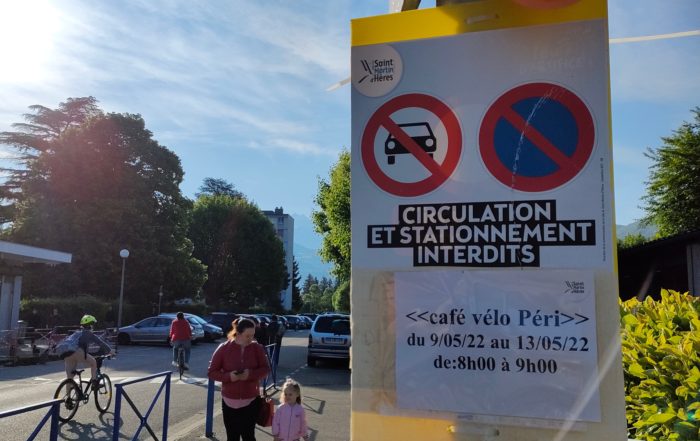 Saint
Martin
d'Hères
CIRCULATION
ET STATIONNEMENT
INTERDITS
<<café vélo Péri>>
du 9/05/22 au 13/05/22
de:8h00 à 9h00